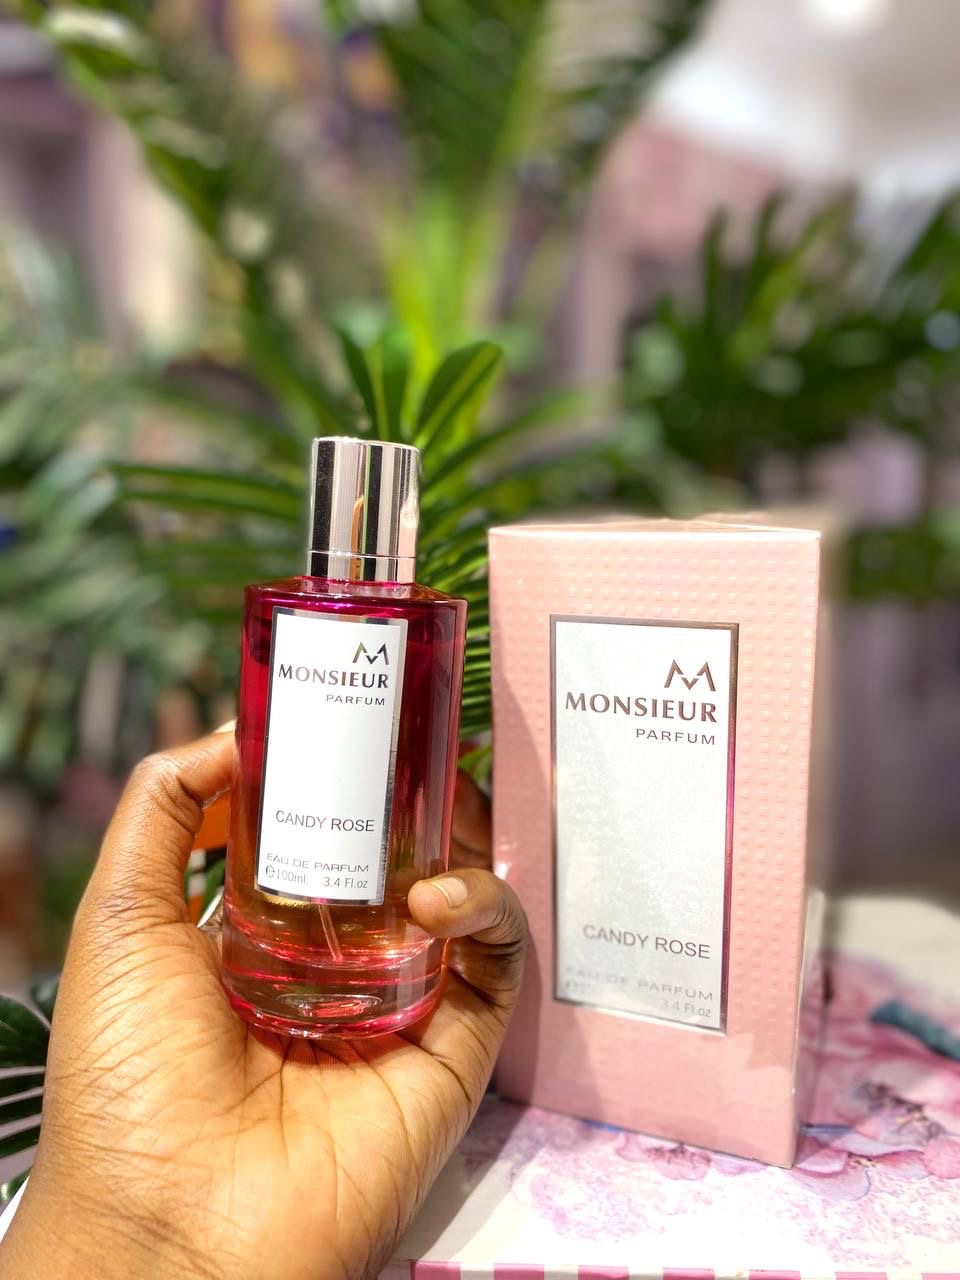 M
MONSIEUR
PARFUM
CANDY ROSE
EAU DE PARFUM
℮100ml. 3.4 Fl.oz
M
MONSIEUR
PARFUM
CANDY ROSE
EAU DE PARFUM
3.4 Fl.oz